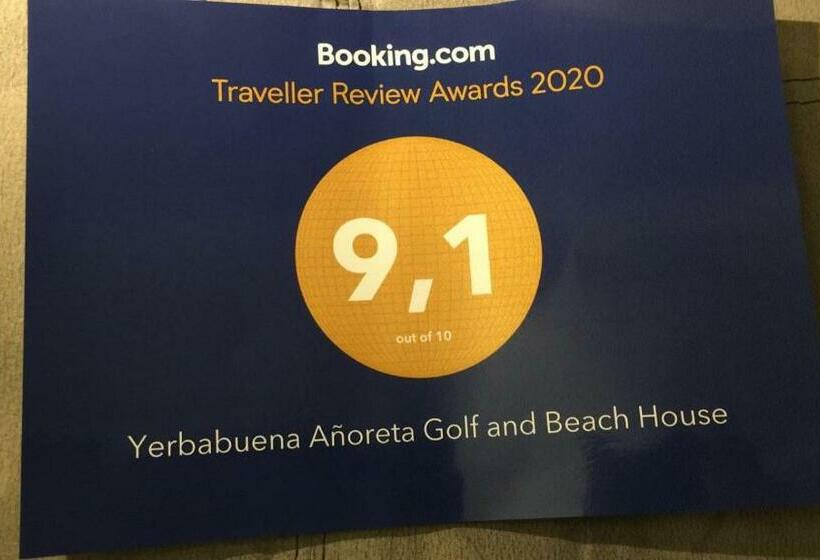 Booking.com
Traveller Review Awards 2020
9,1
out of 10
Yerbabuena Añoreta Golf and Beach House